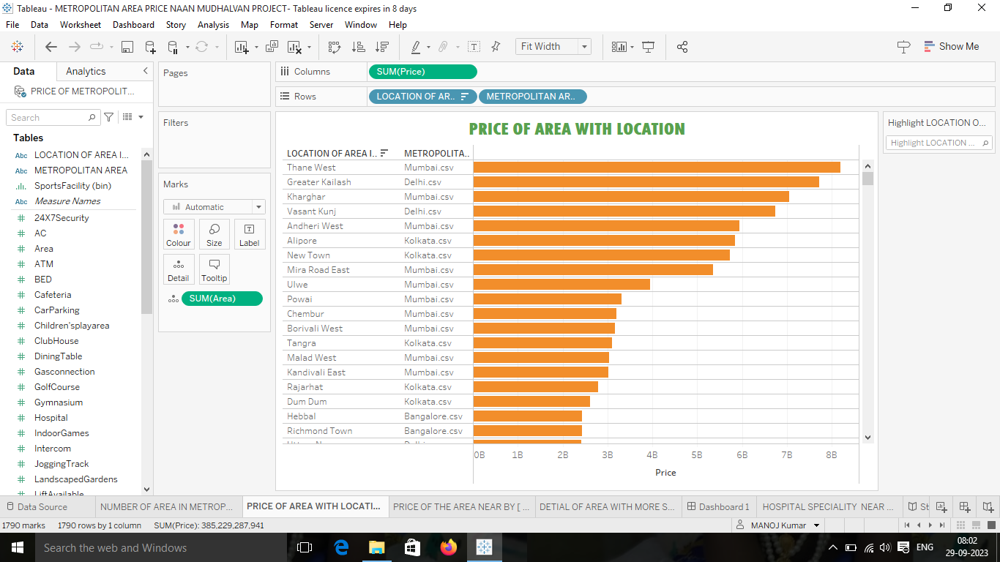 Tableau - METROPOLITAN AREA PRICE NAAN MUDHALVAN PROJECT- Tableau licence expires in 8 days
File Data Worksheet Dashboard Story Analysis Map Format Server Window Help
Fit Width
Show Me
Data Analytics
PRICE OF METROPOLIT...
Search
Tables
Abc LOCATION OF AREA I...
Abc METROPOLITAN AREA
SportsFacility (bin)
Abc Measure Names
# 24X7Security
# AC
# Area
# ATM
# BED
# Cafeteria
# CarParking
# Children'splayarea
# ClubHouse
# DiningTable
# Gasconnection
# GolfCourse
# Gymnasium
# Hospital
# IndoorGames
# Intercom
# JoggingTrack
# LandscapedGardens
# LiftAvailable
Pages
Filters
Marks
Automatic
Colour Size Label
Detail Tooltip
SUM(Area)
Columns SUM(Price)
Rows LOCATION OF AR.. METROPOLITAN AR..
PRICE OF AREA WITH LOCATION
LOCATION OF AREA I.. METROPOLITA..
Thane West Mumbai.csv
Greater Kailash Delhi.csv
Kharghar Mumbai.csv
Vasant Kunj Delhi.csv
Andheri West Mumbai.csv
Alipore Kolkata.csv
New Town Kolkata.csv
Mira Road East Mumbai.csv
Ulwe Mumbai.csv
Powai Mumbai.csv
Chembur Mumbai.csv
Borivali West Mumbai.csv
Tangra Kolkata.csv
Malad West Mumbai.csv
Kandivali East Mumbai.csv
Rajarhat Kolkata.csv
Dum Dum Kolkata.csv
Hebbal Bangalore.csv
Richmond Town Bangalore.csv
0B 1B 2B 3B 4B 5B 6B 7B 8B
Price
Highlight LOCATION O...
Highlight LOCATION ...
Data Source NUMBER OF AREA IN METROP... PRICE OF AREA WITH LOCATI... PRICE OF THE AREA NEAR BY [ ... DETIAL OF AREA WITH MORE S... Dashboard 1 HOSPITAL SPECIALITY NEAR ... St
1790 marks 1790 rows by 1 column SUM(Price): 385,229,287,941 MANOJ Kumar
Search the web and Windows
ENG
08:02
29-09-2023